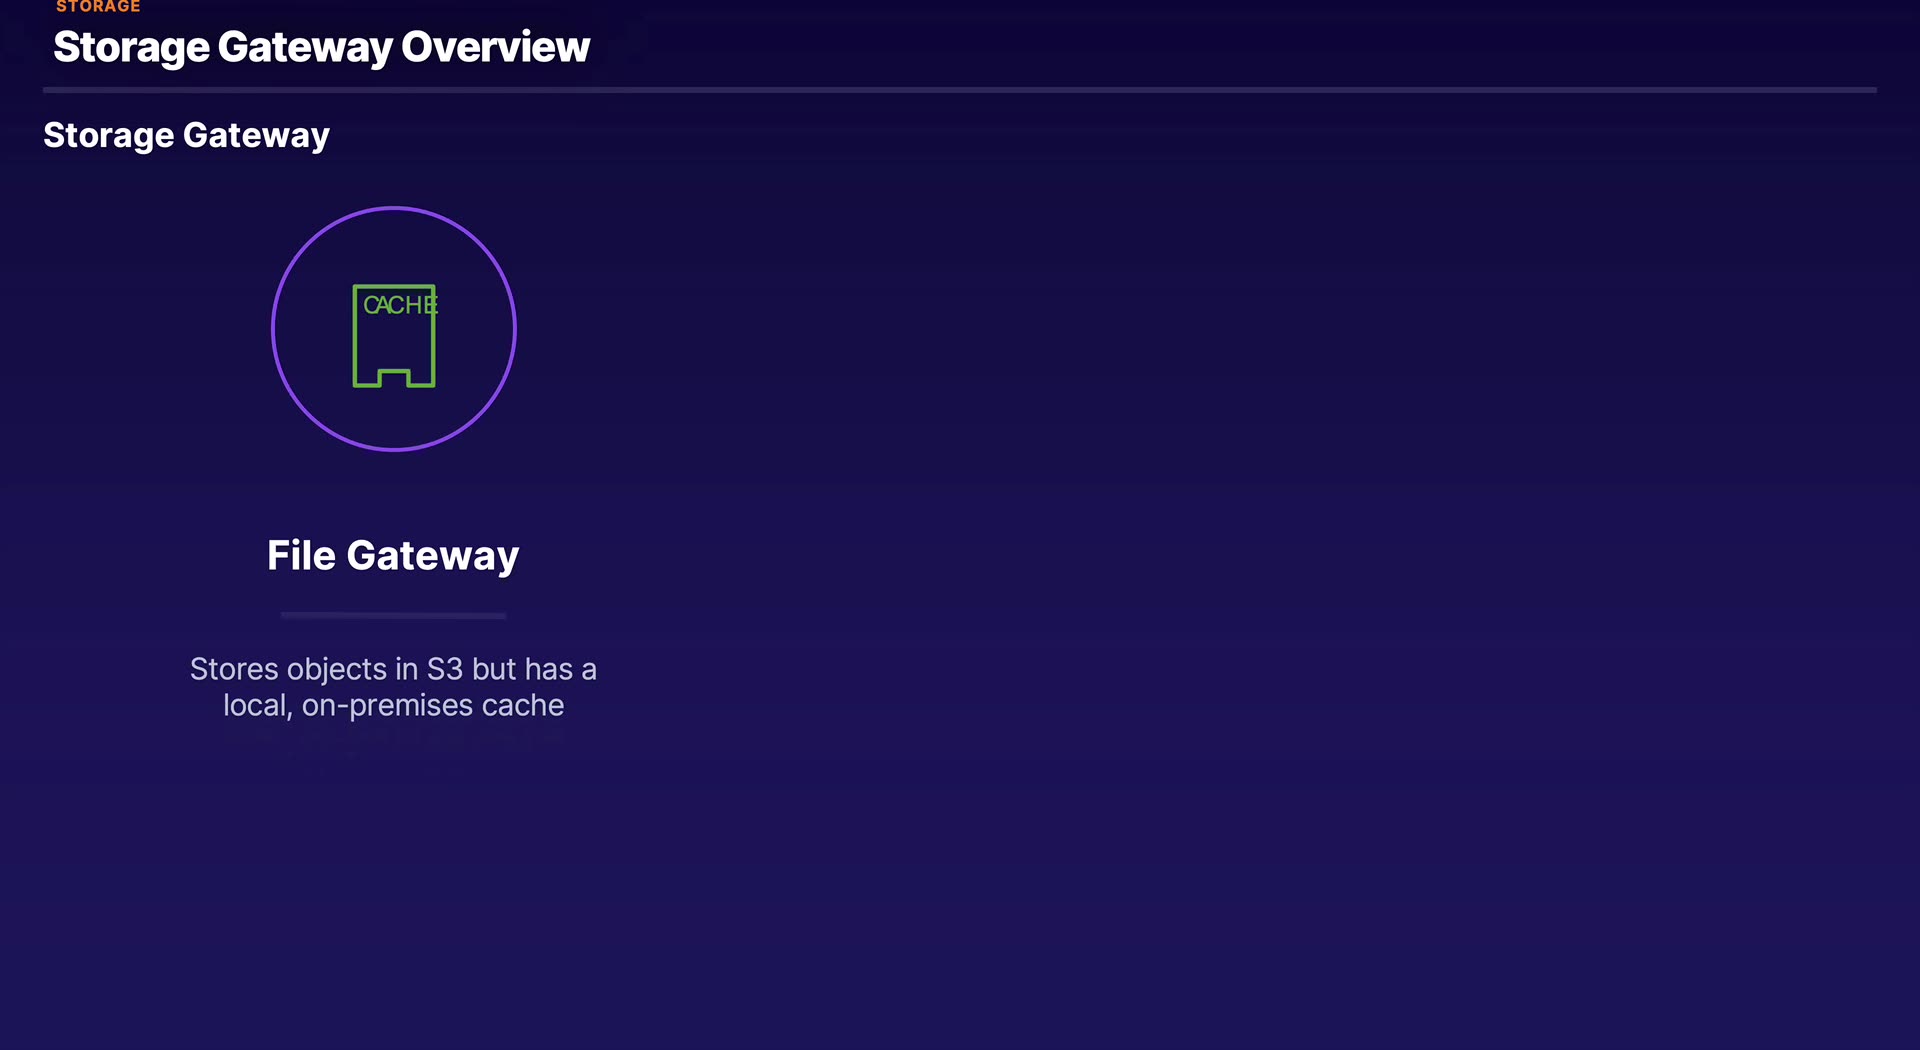 STORAGE
Storage Gateway Overview
Storage Gateway
CACHE
File Gateway
Stores objects in S3 but has a
local, on-premises cache